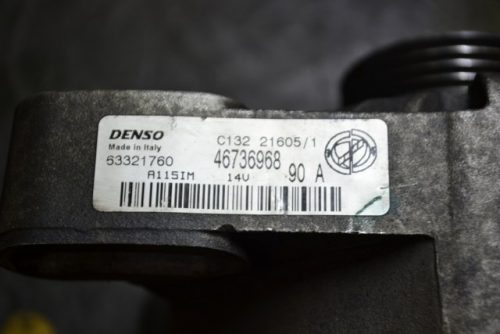 DENSO C132 21605/1
Made in Italy
63321760 46736968 90 A
A115IM 14V